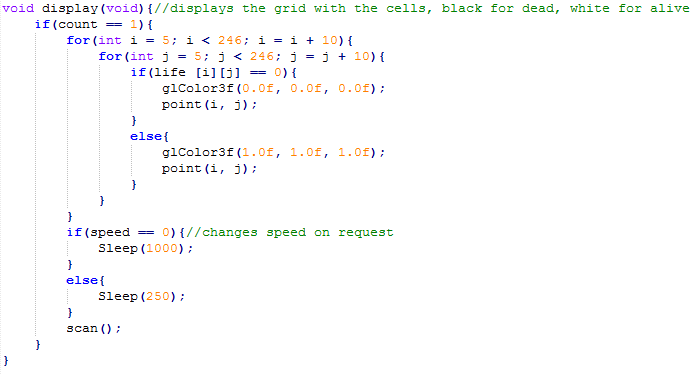 void display(void){//displays the grid with the cells, black for dead, white for alive
    if(count == 1){
        for(int i = 5; i < 246; i = i + 10){
            for(int j = 5; j < 246; j = j + 10){
                if(life [i][j] == 0){
                    glColor3f(0.0f, 0.0f, 0.0f);
                    point(i, j);
                }
                else{
                    glColor3f(1.0f, 1.0f, 1.0f);
                    point(i, j);
                }
            }
        }
        if(speed == 0){//changes speed on request
            Sleep(1000);
        }
        else{
            Sleep(250);
        }
        scan();
    }
}